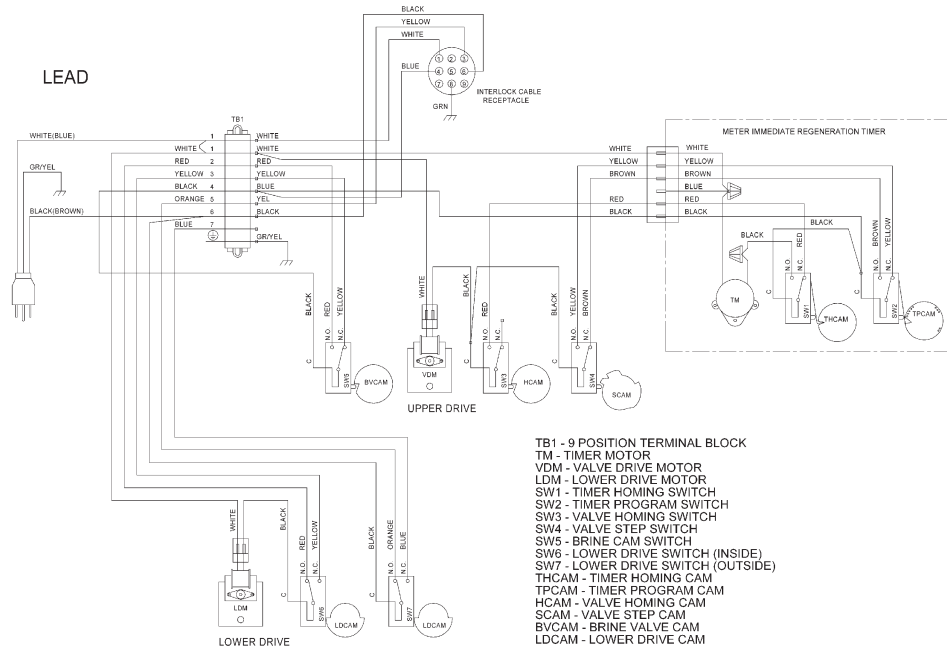 LEAD
BLACK
YELLOW
WHITE
BLUE
1 2 3
4 5 6
7 8 9
GRN
INTERLOCK CABLE
RECEPTACLE
TB1
WHITE(BLUE) 1 WHITE
WHITE 1 WHITE
RED 2 RED
YELLOW 3 YELLOW
BLACK 4 BLUE
ORANGE 5 YEL
BLACK(BROWN) 6 BLACK
BLUE 7
GR/YEL
GR/YEL
METER IMMEDIATE REGENERATION TIMER
WHITE WHITE
YELLOW YELLOW
BROWN BROWN
BLUE
RED RED
BLACK BLACK
BLACK
BLACK
RED
BROWN
YELLOW
N.O.
N.C.
N.O.
N.C.
C
C
SW1
SW2
TM
THCAM
TPCAM
BLACK
RED
YELLOW
N.O.
N.C.
C
SW5
BVCAM
WHITE
VDM
UPPER DRIVE
BLACK
RED
N.O.
N.C.
C
SW3
HCAM
YELLOW
BROWN
N.O.
N.C.
C
SW4
SCAM
WHITE
LDM
LOWER DRIVE
BLACK
RED
YELLOW
N.O.
N.C.
C
SW6
LDCAM
BLACK
ORANGE
BLUE
N.O.
N.C.
C
SW7
LDCAM
TB1 - 9 POSITION TERMINAL BLOCK
TM - TIMER MOTOR
VDM - VALVE DRIVE MOTOR
LDM - LOWER DRIVE MOTOR
SW1 - TIMER HOMING SWITCH
SW2 - TIMER PROGRAM SWITCH
SW3 - VALVE HOMING SWITCH
SW4 - VALVE STEP SWITCH
SW5 - BRINE CAM SWITCH
SW6 - LOWER DRIVE SWITCH (INSIDE)
SW7 - LOWER DRIVE SWITCH (OUTSIDE)
THCAM - TIMER HOMING CAM
TPCAM - TIMER PROGRAM CAM
HCAM - VALVE HOMING CAM
SCAM - VALVE STEP CAM
BVCAM - BRINE VALVE CAM
LDCAM - LOWER DRIVE CAM